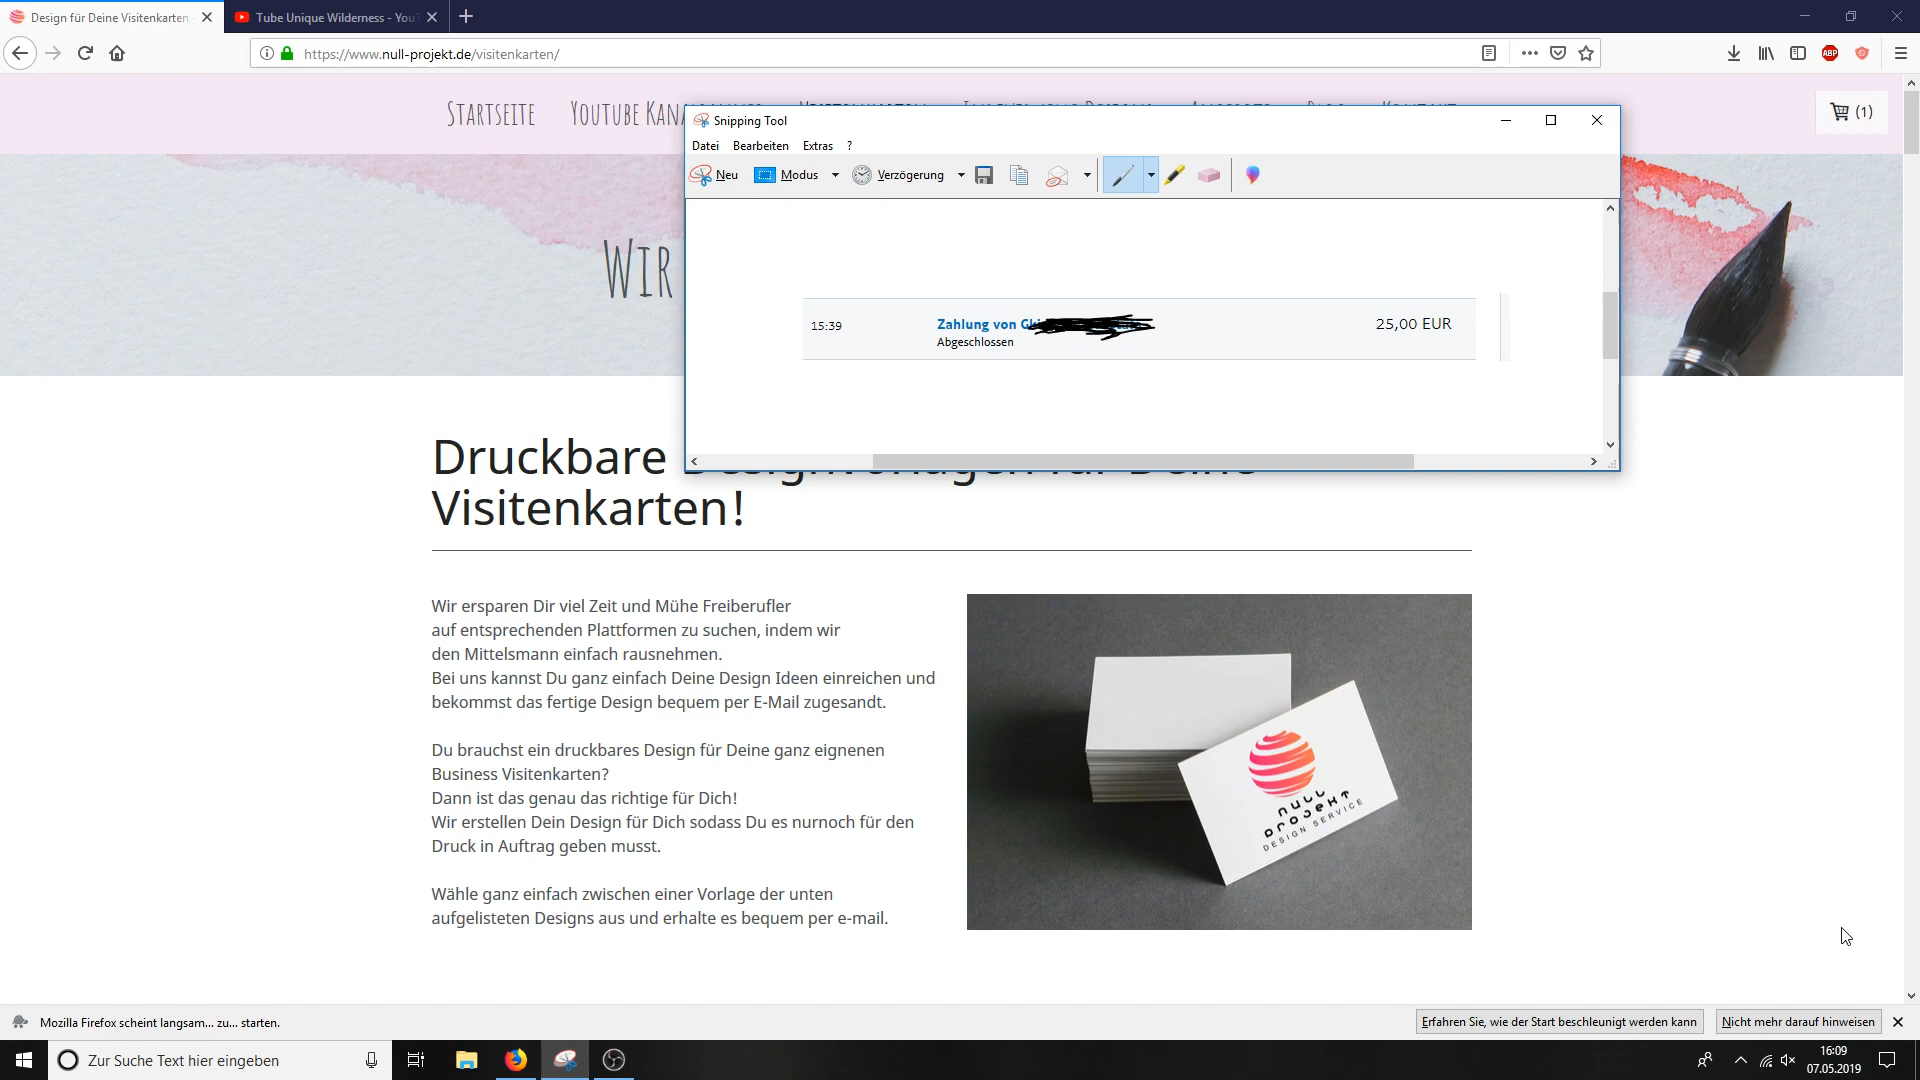 Design für Deine Visitenkarten
Tube Unique Wilderness - You
https://www.null-projekt.de/visitenkarten/
ABP
STARTSEITE
YOUTUBE
(1)
WIR
Snipping Tool
Datei Bearbeiten Extras ?
Neu Modus Verzögerung
15:39
Zahlung von
25,00 EUR
Abgeschlossen
Druckbare Designvorlagen für Deine
Visitenkarten!
Wir ersparen Dir viel Zeit und Mühe Freiberufler
auf entsprechenden Plattformen zu suchen, indem wir
den Mittelsmann einfach rausnehmen.
Bei uns kannst Du ganz einfach Deine Design Ideen einreichen und
bekommst das fertige Design bequem per E-Mail zugesandt.
Du brauchst ein druckbares Design für Deine ganz eignenen
Business Visitenkarten?
Dann ist das genau das richtige für Dich!
Wir erstellen Dein Design für Dich sodass Du es nurnoch für den
Druck in Auftrag geben musst.
Wähle ganz einfach zwischen einer Vorlage der unten
aufgelisteten Designs aus und erhalte es bequem per e-mail.
null
projekt
DESIGN SERVICE
Mozilla Firefox scheint langsam... zu... starten.
Erfahren Sie, wie der Start beschleunigt werden kann
Nicht mehr darauf hinweisen
Zur Suche Text hier eingeben
16:09
07.05.2019